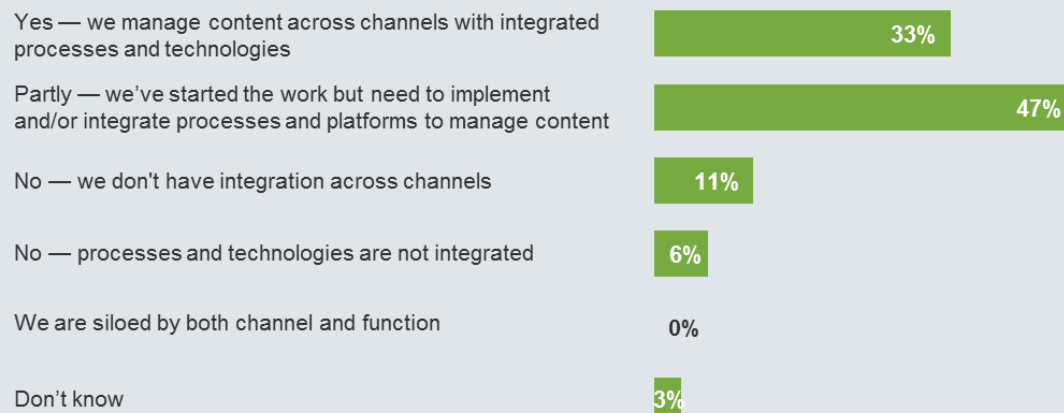 Yes — we manage content across channels with integrated
processes and technologies
33%
Partly — we’ve started the work but need to implement
and/or integrate processes and platforms to manage content
47%
No — we don't have integration across channels
11%
No — processes and technologies are not integrated
6%
We are siloed by both channel and function
0%
Don’t know
3%